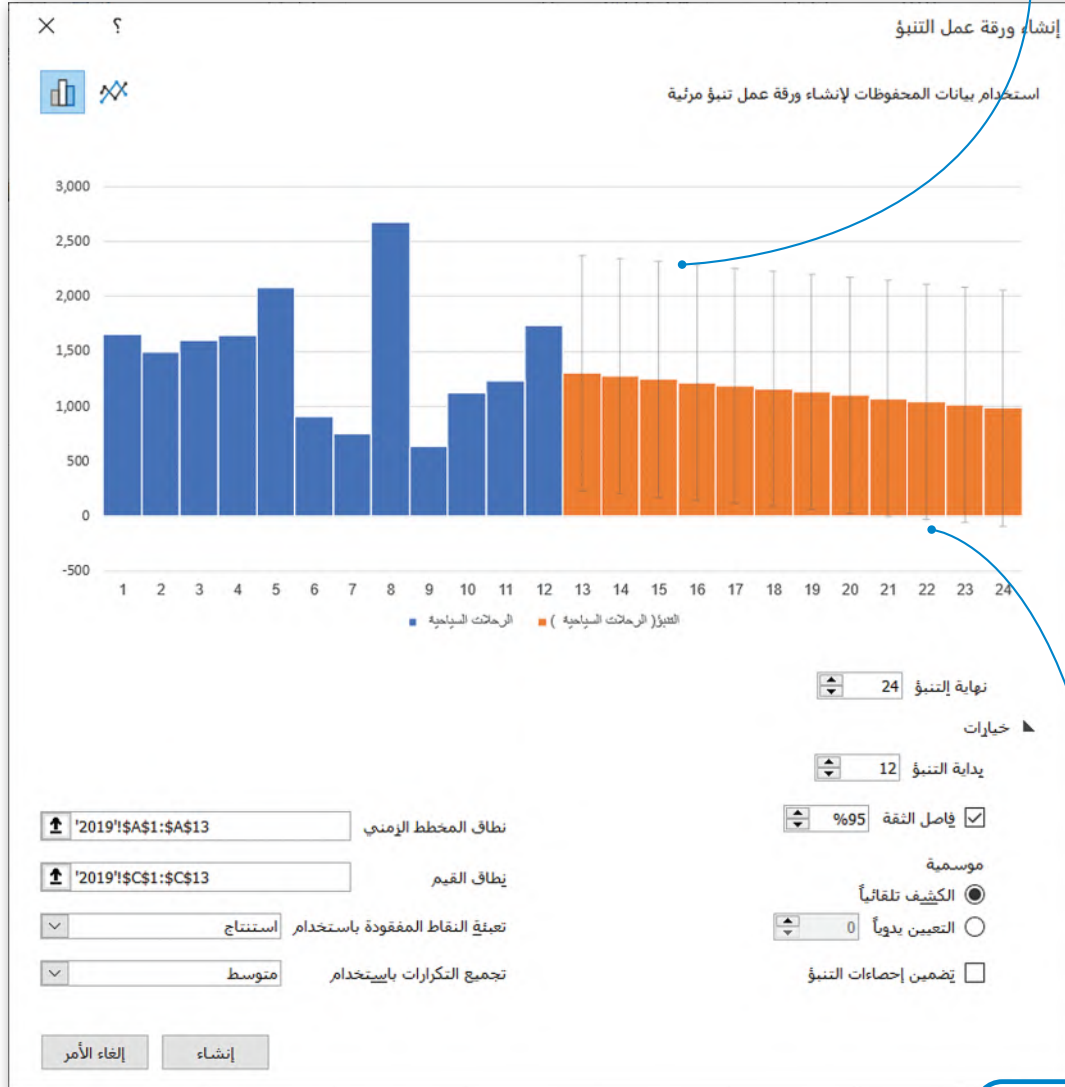 إنشاء ورقة عمل التنبؤ
؟
استخدام بيانات المحفوظات لإنشاء ورقة عمل تنبؤ مرئية
3,000
2,500
2,000
1,500
1,000
500
0
-500
1 2 3 4 5 6 7 8 9 10 11 12 13 14 15 16 17 18 19 20 21 22 23 24
الرحلات السياحية
التنبؤ( الرحلات السياحية )
نهاية التنبؤ 24
خيارات
بداية التنبؤ 12
فاصل الثقة 95%
موسمية
الكشف تلقائياً
التعيين يدوياً 0
تضمين إحصاءات التنبؤ
نطاق المخطط الزمني '2019'!$A$1:$A$13
نطاق القيم '2019'!$C$1:$C$13
تعبئة النقاط المفقودة باستخدام استنتاج
تجميع التكرارات باستخدام متوسط
إنشاء
إلغاء الأمر